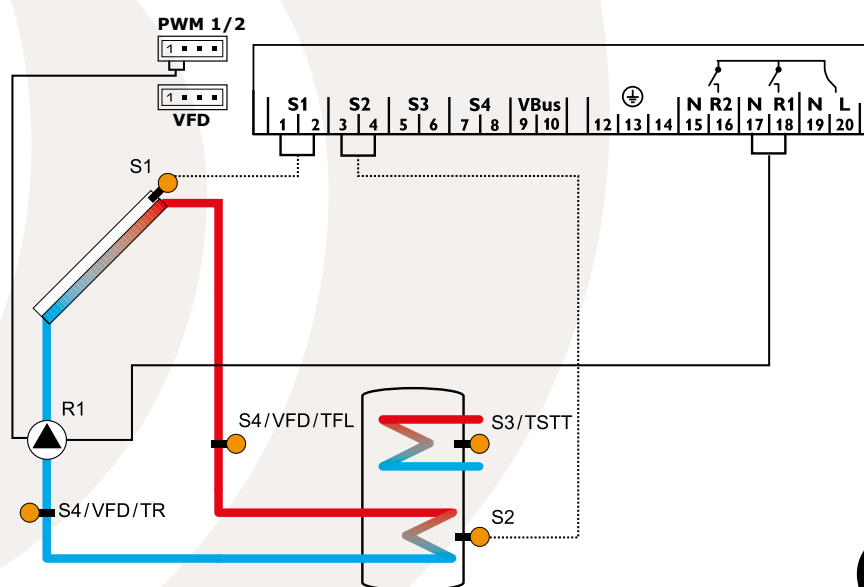 PWM 1/2
1
1
VFD
S1 S2 S3 S4 VBus N R2 N R1 N L
1 2 3 4 5 6 7 8 9 10 12 13 14 15 16 17 18 19 20
S1
R1
S4/VFD/TFL
S3/TSTT
S4/VFD/TR
S2